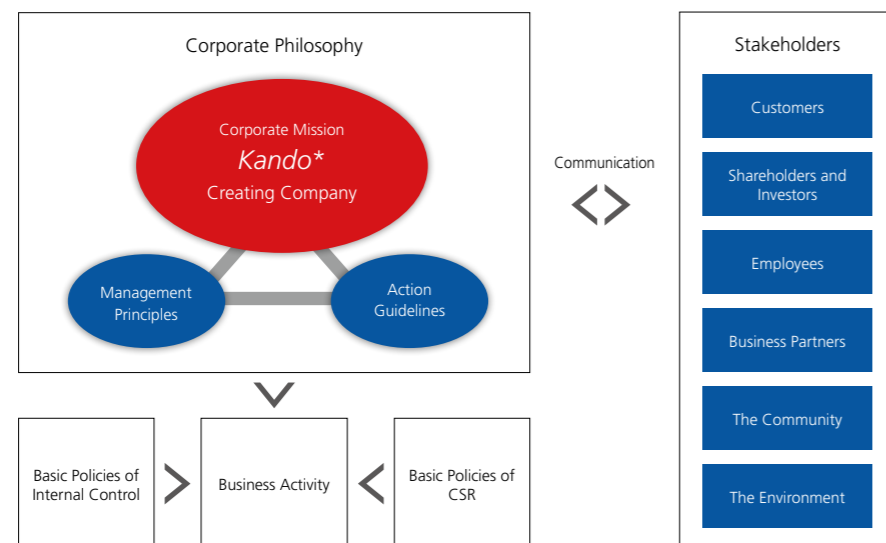 Corporate Philosophy
Corporate Mission
Kando*
Creating Company
Management
Principles
Action
Guidelines
Communication
Stakeholders
Customers
Shareholders and
Investors
Employees
Business Partners
The Community
The Environment
Basic Policies of
Internal Control
Business Activity
Basic Policies of
CSR